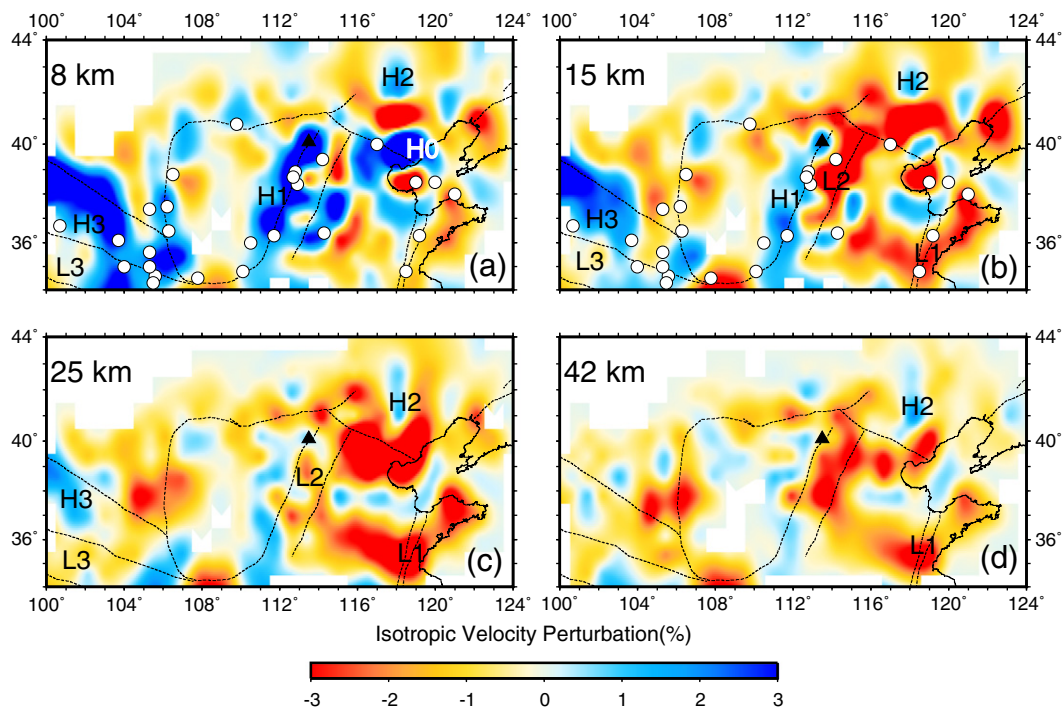 100° 104° 108° 112° 116° 120° 124°
100° 104° 108° 112° 116° 120° 124°
44°
40°
36°
8 km
H2
H0
H1
H3
L3
(a)
44°
40°
36°
15 km
H2
L2
H1
H3
L3
L1
(b)
44°
40°
36°
25 km
H2
L2
H3
L3
L1
(c)
44°
40°
36°
42 km
H2
L1
(d)
100° 104° 108° 112° 116° 120° 124°
100° 104° 108° 112° 116° 120° 124°
Isotropic Velocity Perturbation(%)
-3 -2 -1 0 1 2 3